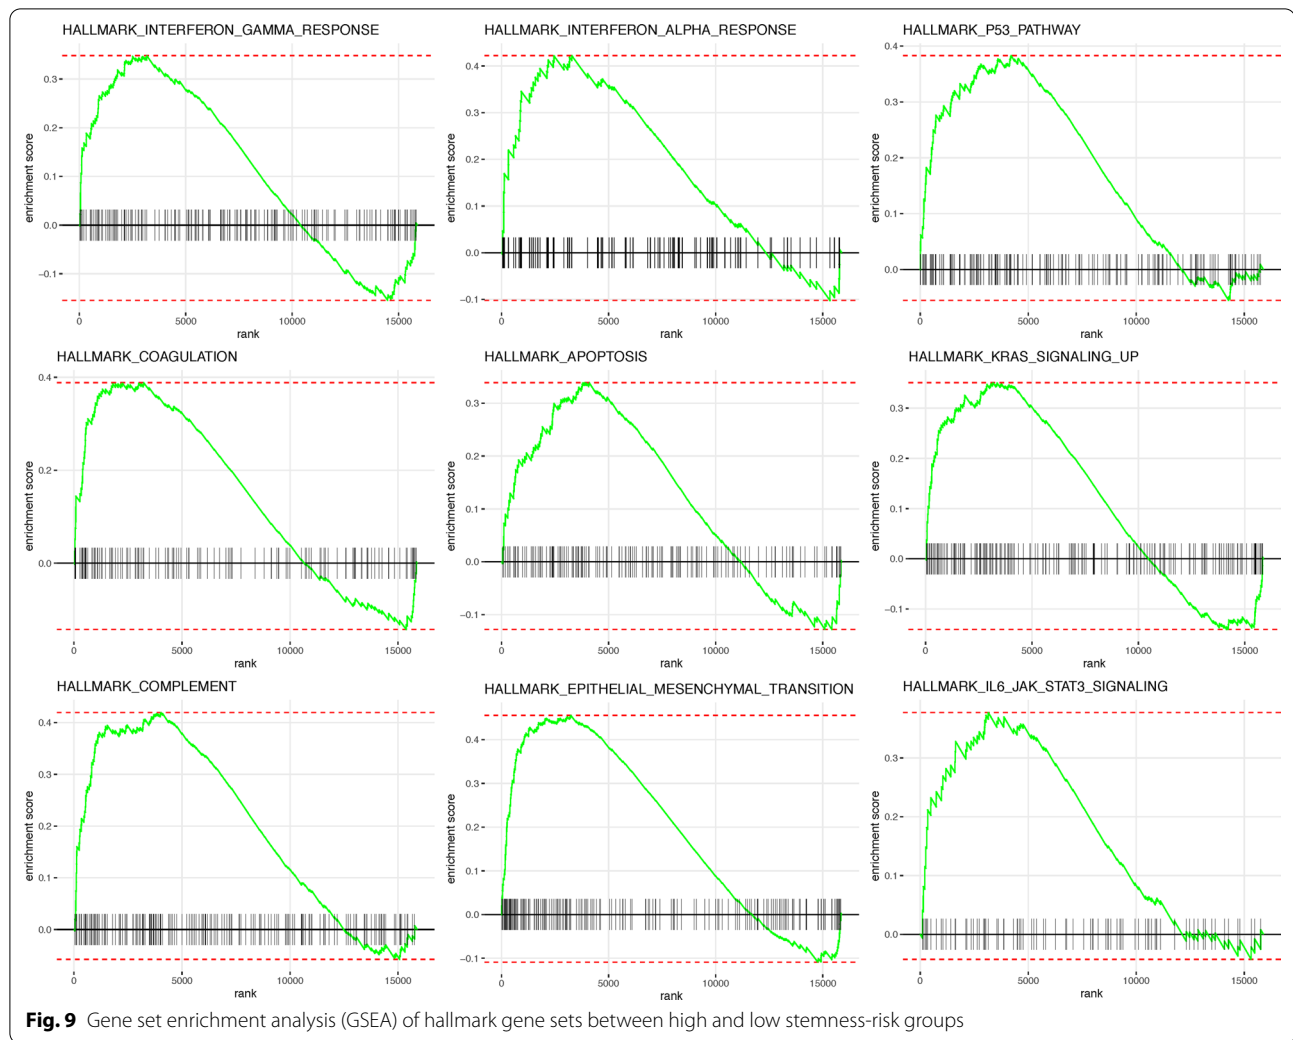 HALLMARK_INTERFERON_GAMMA_RESPONSE
enrichment score
0.3
0.2
0.1
0.0
−0.1
0 5000 10000 15000
rank
HALLMARK_INTERFERON_ALPHA_RESPONSE
enrichment score
0.4
0.3
0.2
0.1
0.0
−0.1
0 5000 10000 15000
rank
HALLMARK_P53_PATHWAY
enrichment score
0.4
0.3
0.2
0.1
0.0
0 5000 10000 15000
rank
HALLMARK_COAGULATION
enrichment score
0.4
0.2
0.0
0 5000 10000 15000
rank
HALLMARK_APOPTOSIS
enrichment score
0.3
0.2
0.1
0.0
−0.1
0 5000 10000 15000
rank
HALLMARK_KRAS_SIGNALING_UP
enrichment score
0.3
0.2
0.1
0.0
−0.1
0 5000 10000 15000
rank
HALLMARK_COMPLEMENT
enrichment score
0.4
0.3
0.2
0.1
0.0
0 5000 10000 15000
rank
HALLMARK_EPITHELIAL_MESENCHYMAL_TRANSITION
enrichment score
0.4
0.3
0.2
0.1
0.0
−0.1
0 5000 10000 15000
rank
HALLMARK_IL6_JAK_STAT3_SIGNALING
enrichment score
0.3
0.2
0.1
0.0
0 5000 10000 15000
rank
Fig. 9 Gene set enrichment analysis (GSEA) of hallmark gene sets between high and low stemness-risk groups